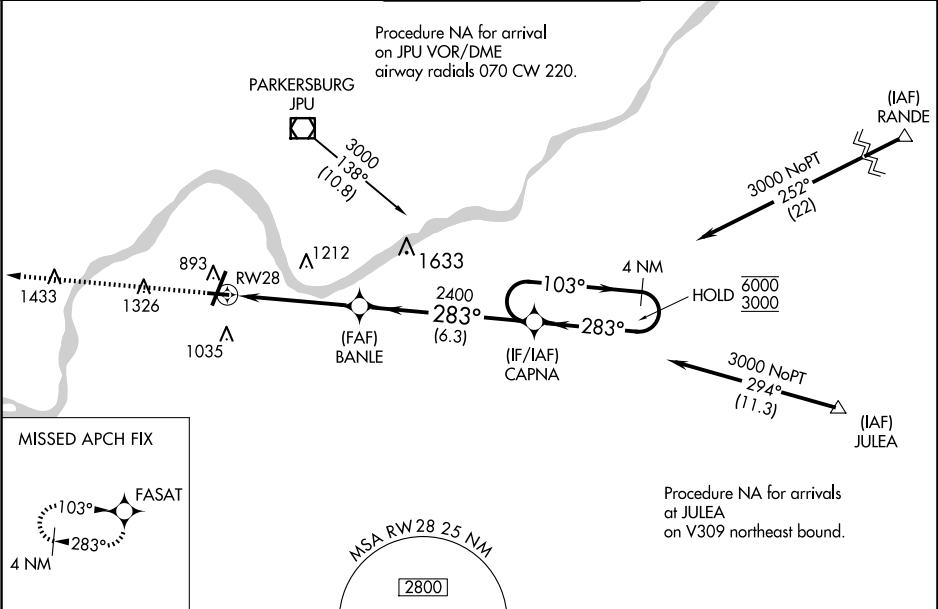 Procedure NA for arrival
on JPU VOR/DME
airway radials 070 CW 220.
PARKERSBURG
JPU
3000
138°
(10.8)
(IAF)
RANDE
3000 NoPT
252°
(22)
1212
1633
893
RW28
1433
1326
1035
(FAF)
BANLE
2400
283°
(6.3)
(IF/IAF)
CAPNA
103°
4 NM
283°
HOLD
6000
3000
3000 NoPT
294°
(11.3)
(IAF)
JULEA
MISSED APCH FIX
FASAT
103°
283°
4 NM
MSA RW28 25 NM
2800
Procedure NA for arrivals
at JULEA
on V309 northeast bound.